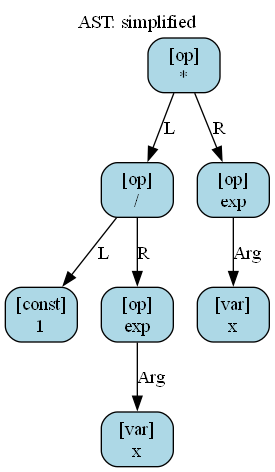 AST: simplified
[op]
*
L
R
[op]
/
[op]
exp
L
R
Arg
[const]
1
[op]
exp
[var]
x
Arg
[var]
x